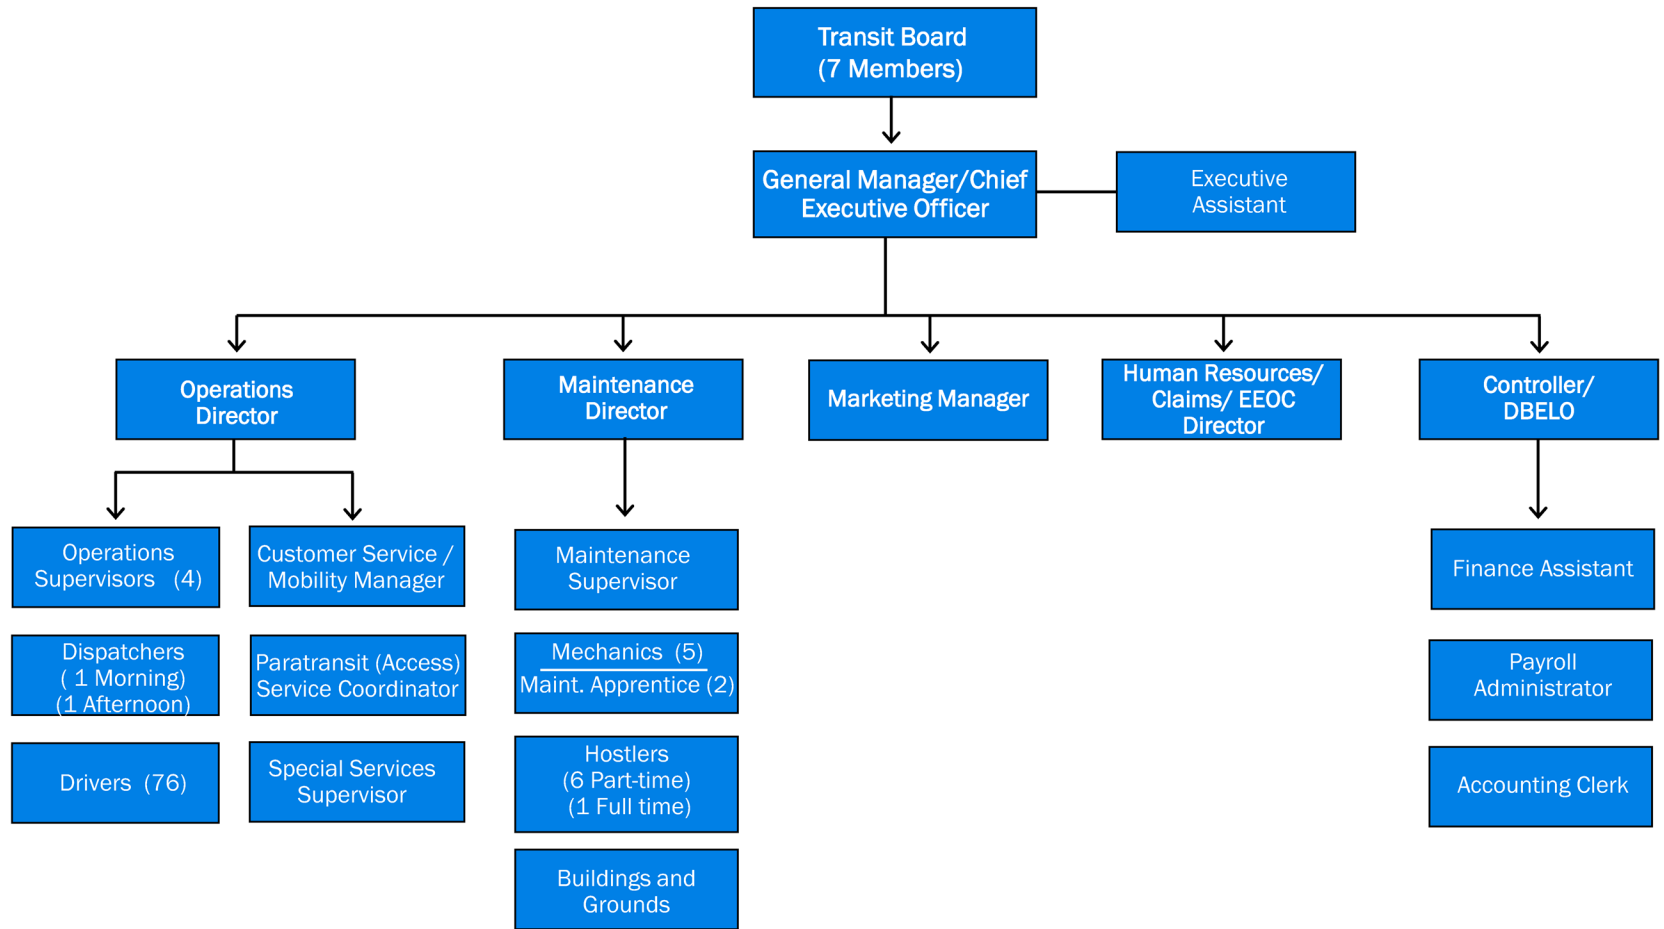 Transit Board
(7 Members)
General Manager/Chief
Executive Officer
Executive
Assistant
Operations
Director
Maintenance
Director
Marketing Manager
Human Resources/
Claims/ EEOC
Director
Controller/
DBELO
Operations
Supervisors (4)
Customer Service /
Mobility Manager
Maintenance
Supervisor
Finance Assistant
Dispatchers
( 1 Morning)
(1 Afternoon)
Paratransit (Access)
Service Coordinator
Mechanics (5)
Maint. Apprentice (2)
Payroll
Administrator
Drivers (76)
Special Services
Supervisor
Hostlers
(6 Part-time)
(1 Full time)
Accounting Clerk
Buildings and
Grounds